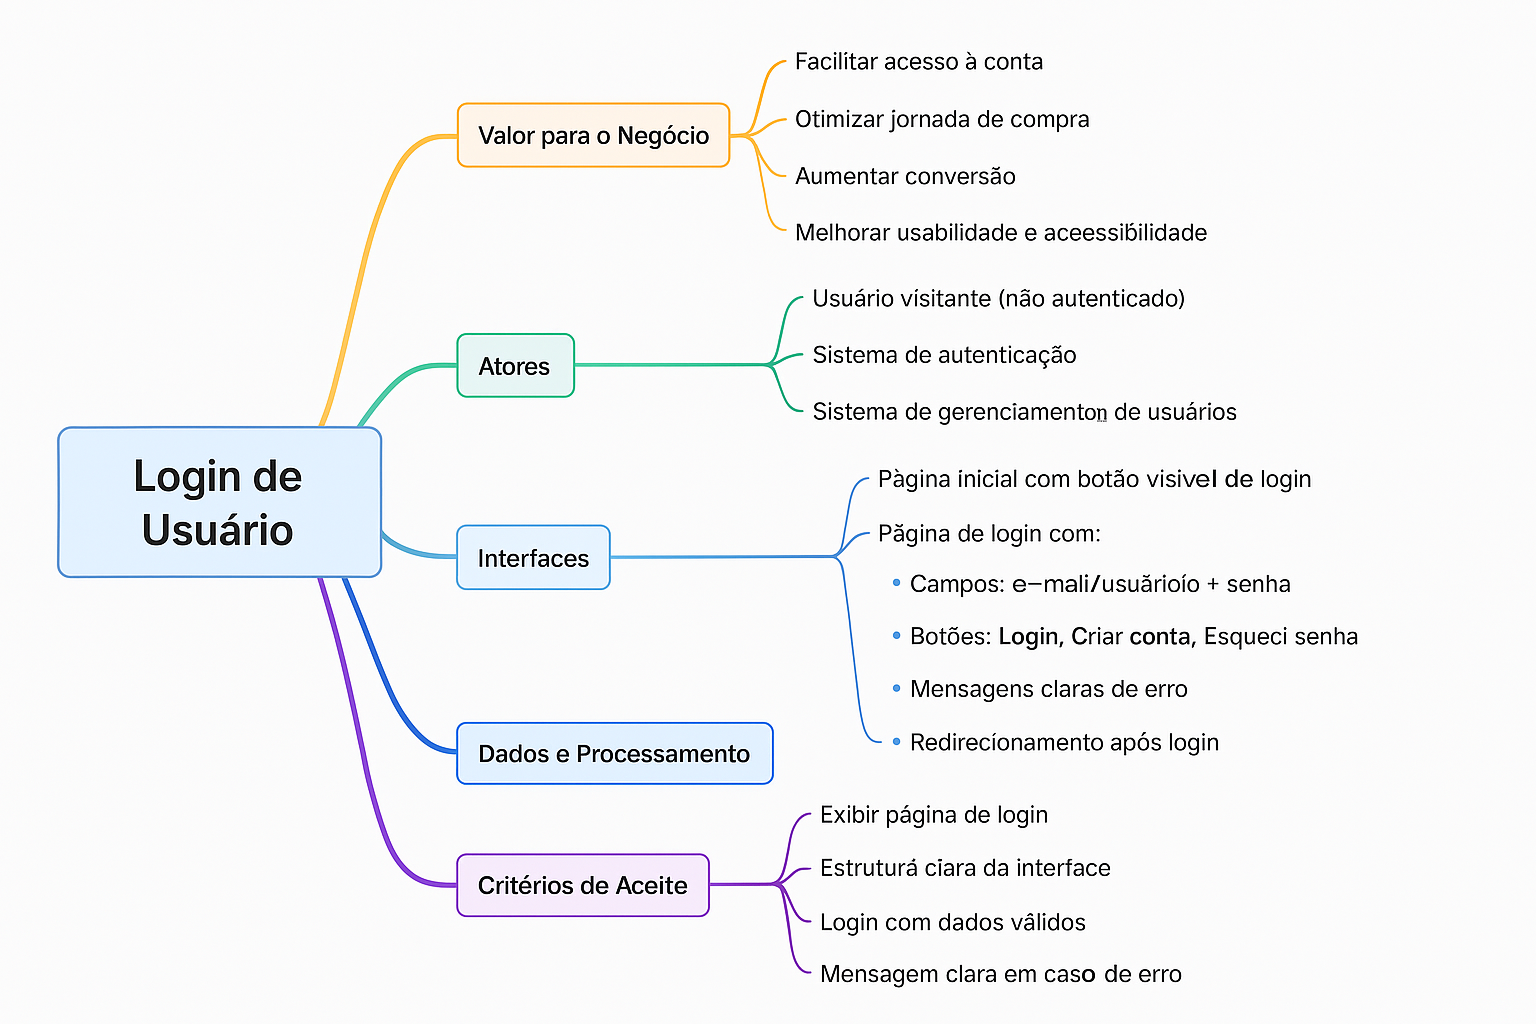 Login de
Usuário
Valor para o Negócio
Facilitar acesso à conta
Otimizar jornada de compra
Aumentar conversão
Melhorar usabilidade e aceessibilidade
Atores
Usuário visitante (não autenticado)
Sistema de autenticação
Sistema de gerenciamenton de usuários
Interfaces
Pàgina inicial com botão visivel de login
Păgina de login com:
• Campos: e–mali/usuărioío + senha
• Botões: Login, Criar conta, Esqueci senha
• Mensagens claras de erro
• Redirecíonamento após login
Dados e Processamento
Critérios de Aceite
Exibir página de login
Estruturá cíara da interface
Login com dados vâlidos
Mensagem clara em caso de erro